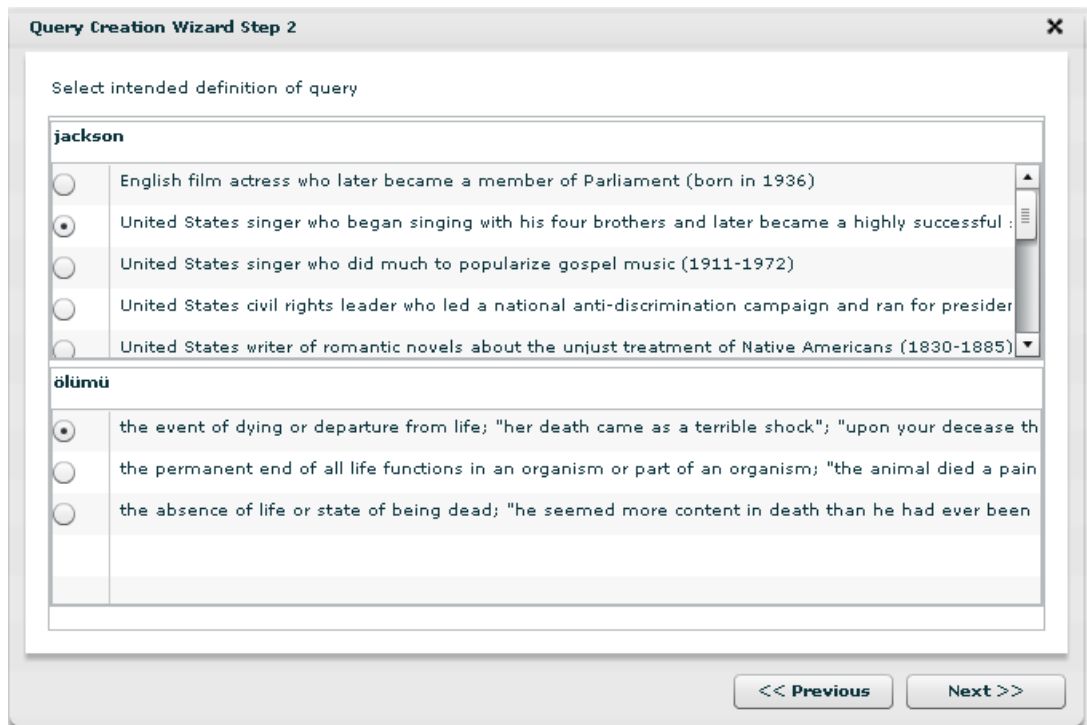 Query Creation Wizard Step 2
Select intended definition of query
jackson
English film actress who later became a member of Parliament (born in 1936)
United States singer who began singing with his four brothers and later became a highly successful
United States singer who did much to popularize gospel music (1911-1972)
United States civil rights leader who led a national anti-discrimination campaign and ran for presider
United States writer of romantic novels about the unjust treatment of Native Americans (1830-1885)
ölümü
the event of dying or departure from life; "her death came as a terrible shock"; "upon your decease th
the permanent end of all life functions in an organism or part of an organism; "the animal died a pain
the absence of life or state of being dead; "he seemed more content in death than he had ever been
<< Previous
Next >>